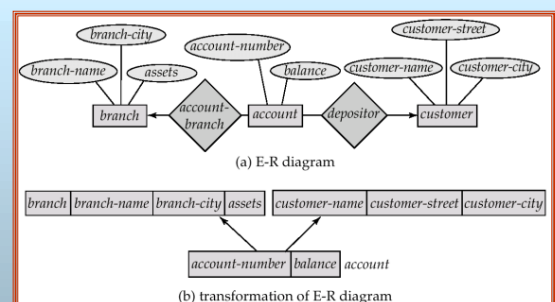 branch-city
branch-name
assets
account-number
balance
customer-street
customer-name
customer-city
branch
account-
branch
account
depositor
customer
(a) E-R diagram
branch branch-name branch-city assets
customer-name customer-street customer-city
account-number balance account
(b) transformation of E-R diagram